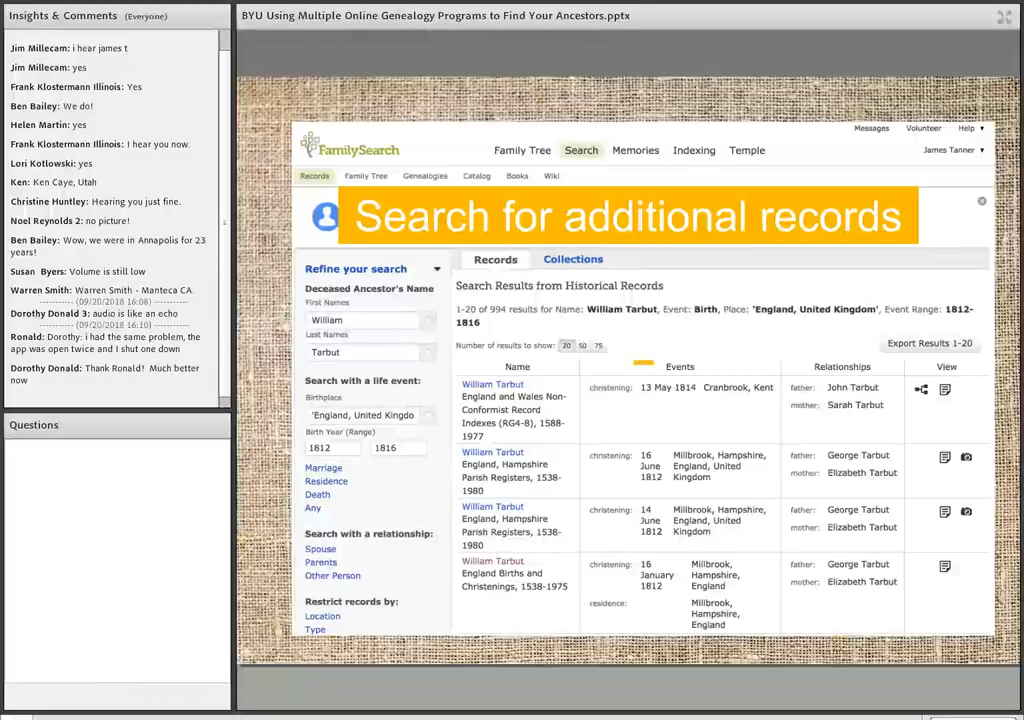 Insights & Comments (Everyone)
Jim Millecam: i hear james t
Jim Millecam: yes
Frank Klostermann Illinois: Yes
Ben Bailey: We do!
Helen Martin: yes
Frank Klostermann Illinois: I hear you now.
Lori Kotlowski: yes
Ken: Ken Caye, Utah
Christine Huntley: Hearing you just fine.
Noel Reynolds 2: no picture!
Ben Bailey: Wow, we were in Annapolis for 23
years!
Susan Byers: Volume is still low
Warren Smith: Warren Smith - Manteca CA.
----------- (09/20/2018 16:08) -----------
Dorothy Donald 3: audio is like an echo
----------- (09/20/2018 16:10) -----------
Ronald: Dorothy: i had the same problem, the
app was open twice and I shut one down
Dorothy Donald: Thank Ronald! Much better
now
Questions
BYU Using Multiple Online Genealogy Programs to Find Your Ancestors.pptx
Messages Volunteer Help
FamilySearch
Family Tree Search Memories Indexing Temple
James Tanner
Records Family Tree Genealogies Catalog Books Wiki
Search for additional records
Refine your search
Deceased Ancestor's Name
First Names
William
Last Names
Tarbut
Search with a life event:
Birthplace
'England, United Kingdo
Birth Year (Range)
1812 1816
Marriage
Residence
Death
Any
Search with a relationship:
Spouse
Parents
Other Person
Restrict records by:
Location
Type
Records Collections
Search Results from Historical Records
1-20 of 994 results for Name: William Tarbut, Event: Birth, Place: 'England, United Kingdom', Event Range: 1812-
1816
Number of results to show: 20 50 75
Export Results 1-20
Name Events Relationships View
William Tarbut
England and Wales Non-
Conformist Record
Indexes (RG4-8), 1588-
1977
christening: 13 May 1814 Cranbrook, Kent
father: John Tarbut
mother: Sarah Tarbut
William Tarbut
England, Hampshire
Parish Registers, 1538-
1980
christening: 16 June 1812
Millbrook, Hampshire,
England, United
Kingdom
father: George Tarbut
mother: Elizabeth Tarbut
William Tarbut
England, Hampshire
Parish Registers, 1538-
1980
christening: 14 June 1812
Millbrook, Hampshire,
England, United
Kingdom
father: George Tarbut
mother: Elizabeth Tarbut
William Tarbut
England Births and
Christenings, 1538-1975
christening: 16 January 1812
Millbrook,
Hampshire,
England
residence:
Millbrook,
Hampshire,
England
father: George Tarbut
mother: Elizabeth Tarbut